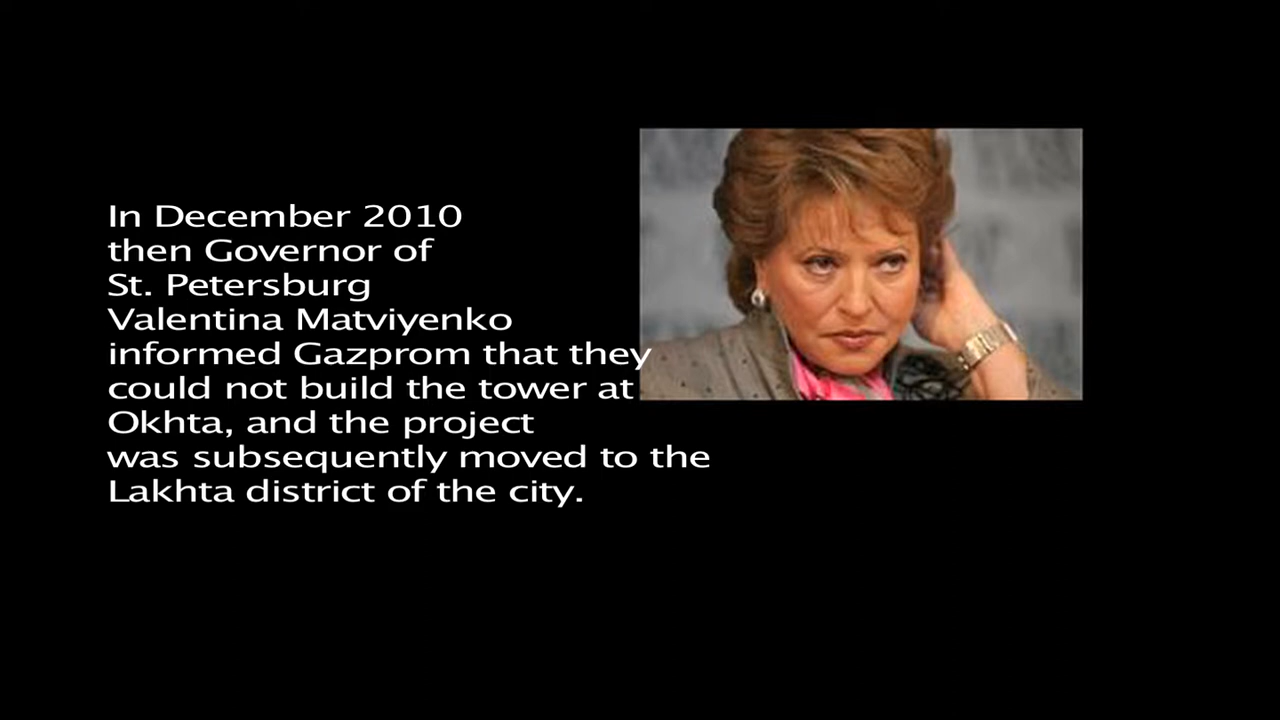 In December 2010
then Governor of
St. Petersburg
Valentina Matviyenko
informed Gazprom that they
could not build the tower at
Okhta, and the project
was subsequently moved to the
Lakhta district of the city.